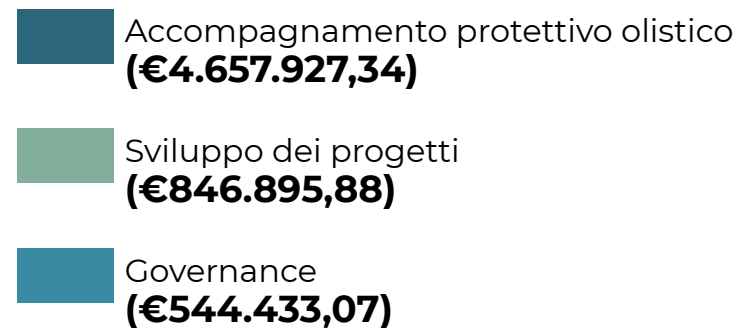 Accompagnamento protettivo olistico
(€4.657.927,34)
Sviluppo dei progetti
(€846.895,88)
Governance
(€544.433,07)